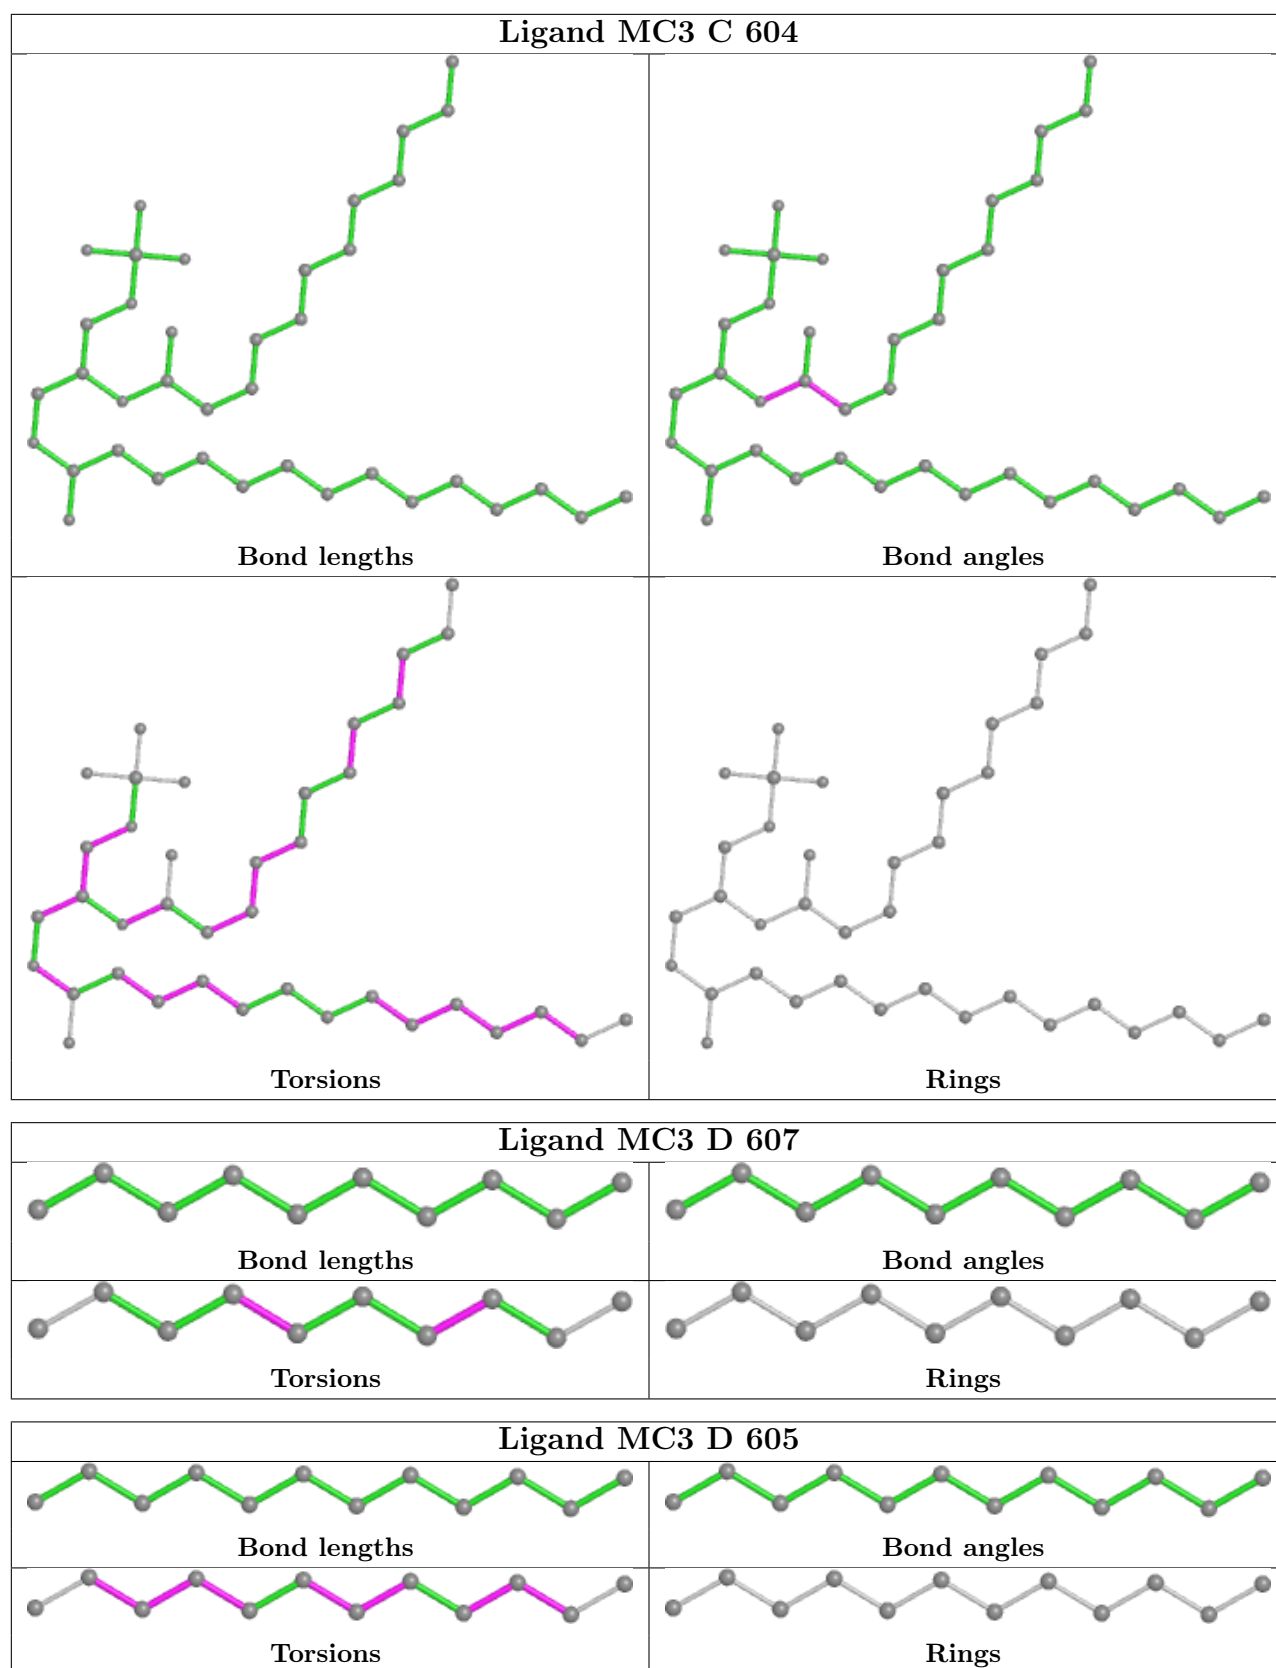 Ligand MC3 C 604
Bond lengths
Bond angles
Torsions
Rings
Ligand MC3 D 607
Bond lengths
Bond angles
Torsions
Rings
Ligand MC3 D 605
Bond lengths
Bond angles
Torsions
Rings